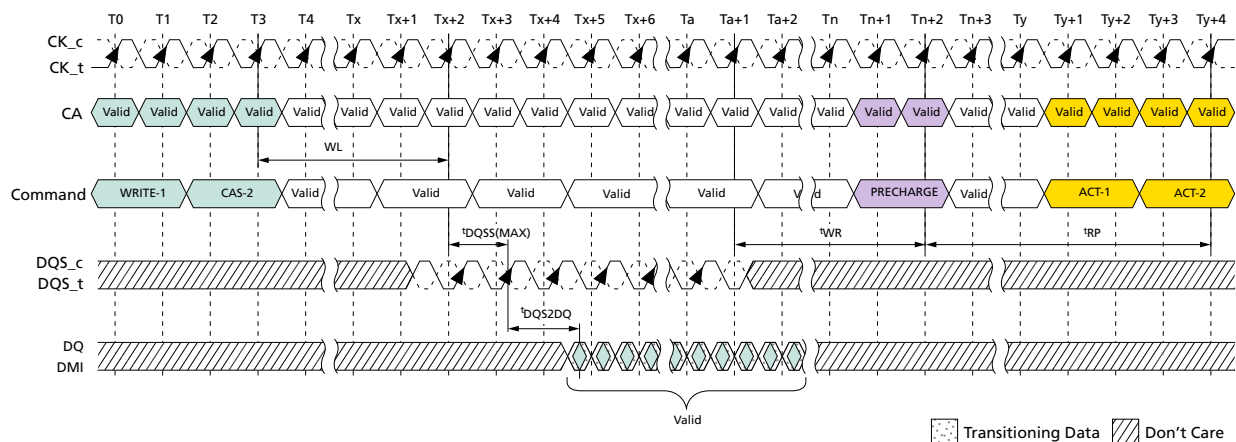 T0 T1 T2 T3 T4 Tx Tx+1 Tx+2 Tx+3 Tx+4 Tx+5 Tx+6 Ta Ta+1 Ta+2 Tn Tn+1 Tn+2 Tn+3 Ty Ty+1 Ty+2 Ty+3 Ty+4
CK_c
CK_t
CA Valid Valid Valid Valid Valid Valid Valid Valid Valid Valid Valid Valid Valid Valid Valid Valid Valid Valid Valid Valid Valid Valid Valid Valid
WL
Command WRITE-1 CAS-2 Valid Valid Valid Valid Valid Valid PRECHARGE Valid ACT-1 ACT-2
tDQSS(MAX) tWR tRP
DQS_c
DQS_t
tDQS2DQ
DQ
DMI
Valid
Transitioning Data Don't Care